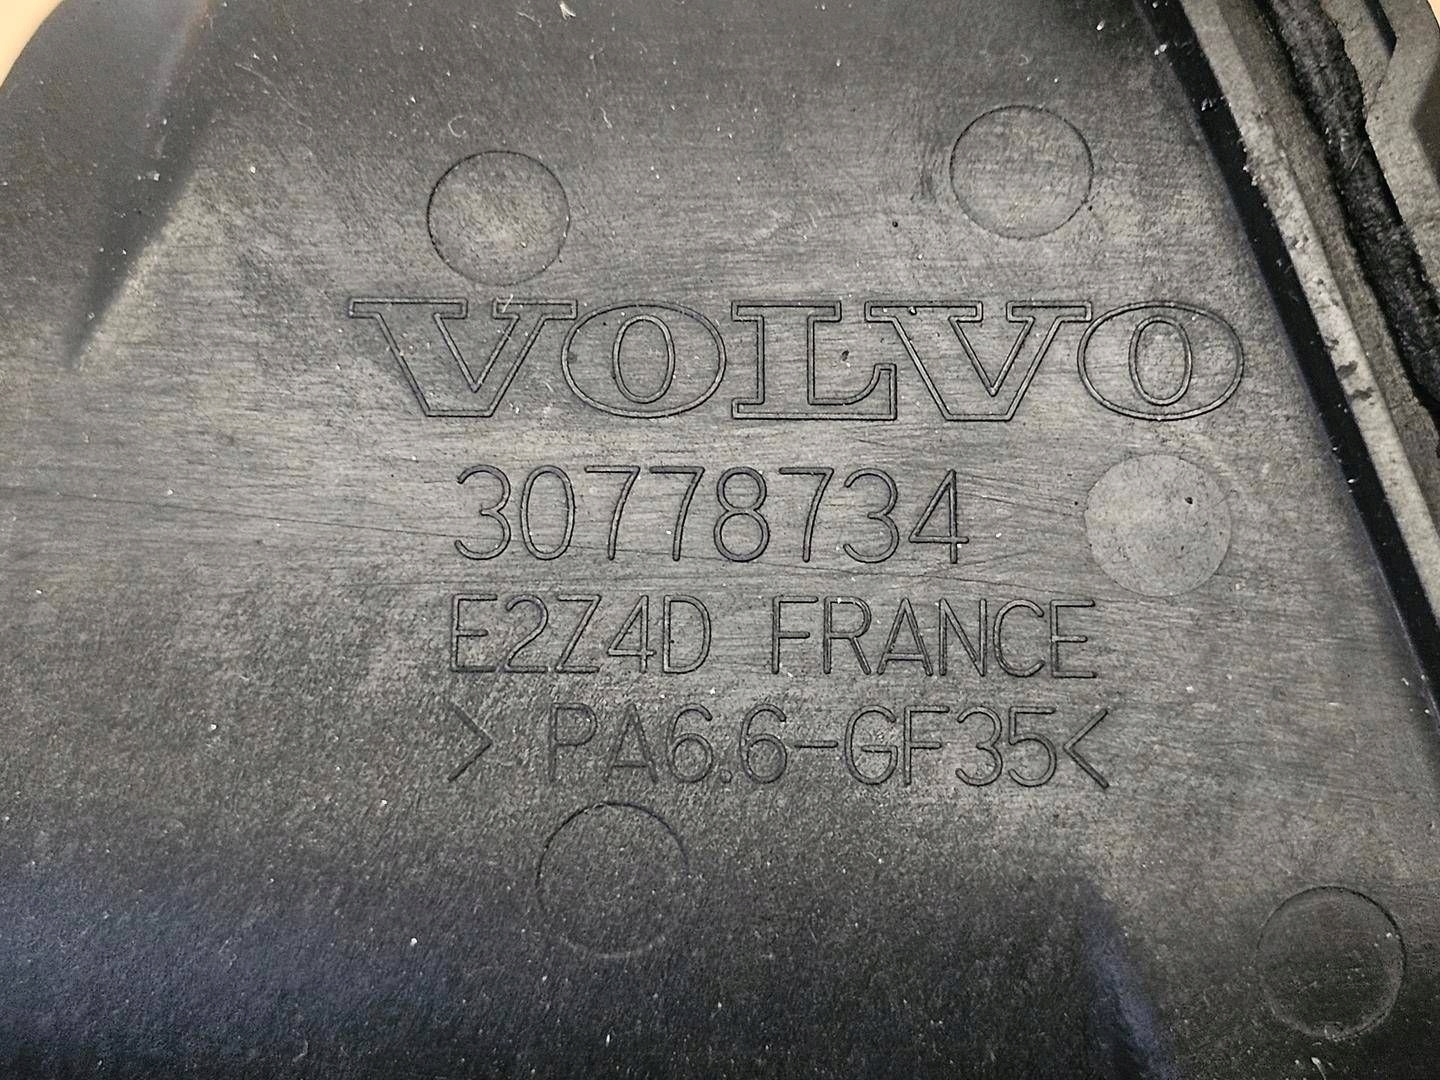 VOLVO
30778734
E2Z4D FRANCE
> PA6.6-GF35<